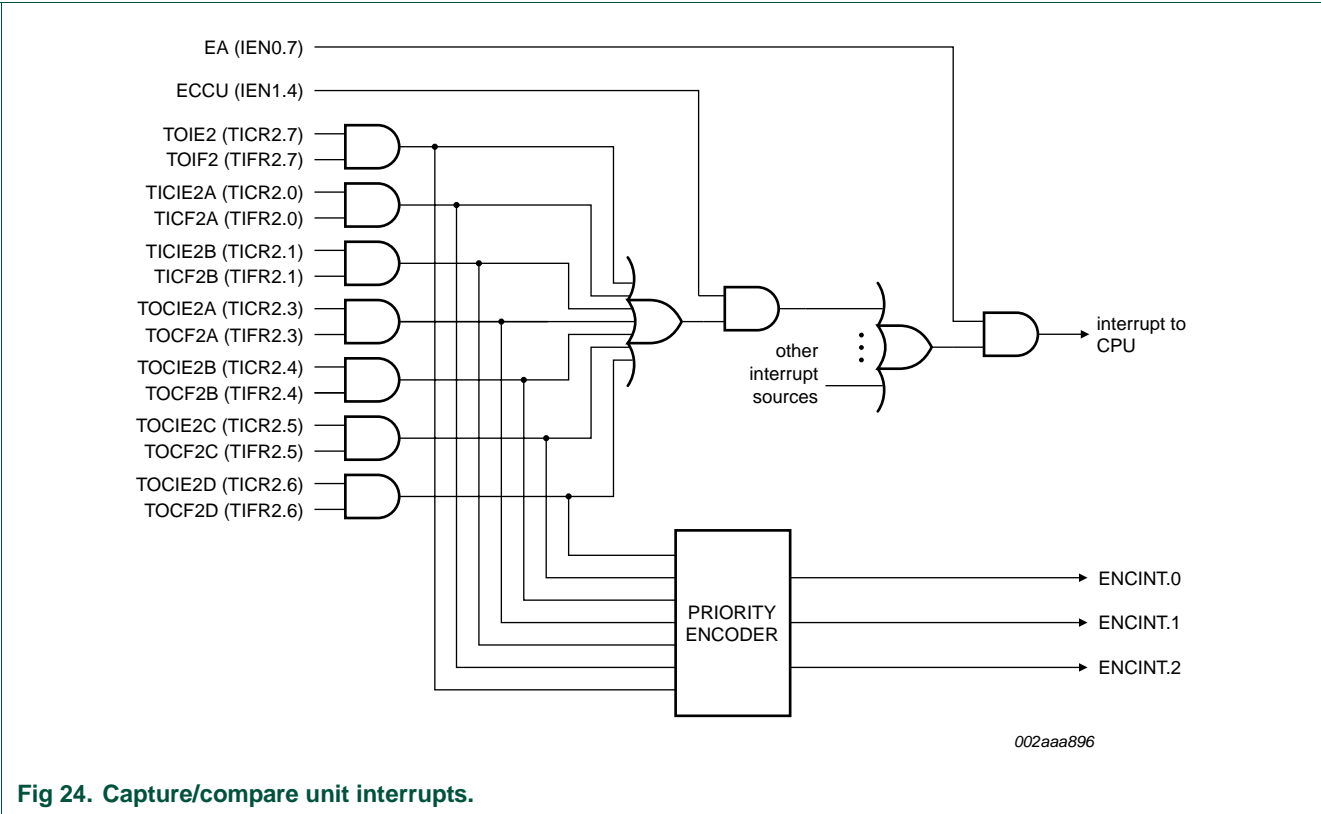 EA (IEN0.7)
ECCU (IEN1.4)
TOIE2 (TICR2.7)
TOIF2 (TIFR2.7)
TICIE2A (TICR2.0)
TICF2A (TIFR2.0)
TICIE2B (TICR2.1)
TICF2B (TIFR2.1)
TOCIE2A (TICR2.3)
TOCF2A (TIFR2.3)
TOCIE2B (TICR2.4)
TOCF2B (TIFR2.4)
TOCIE2C (TICR2.5)
TOCF2C (TIFR2.5)
TOCIE2D (TICR2.6)
TOCF2D (TIFR2.6)
other
interrupt
sources
interrupt to
CPU
PRIORITY
ENCODER
ENCINT.0
ENCINT.1
ENCINT.2
002aaa896
Fig 24. Capture/compare unit interrupts.